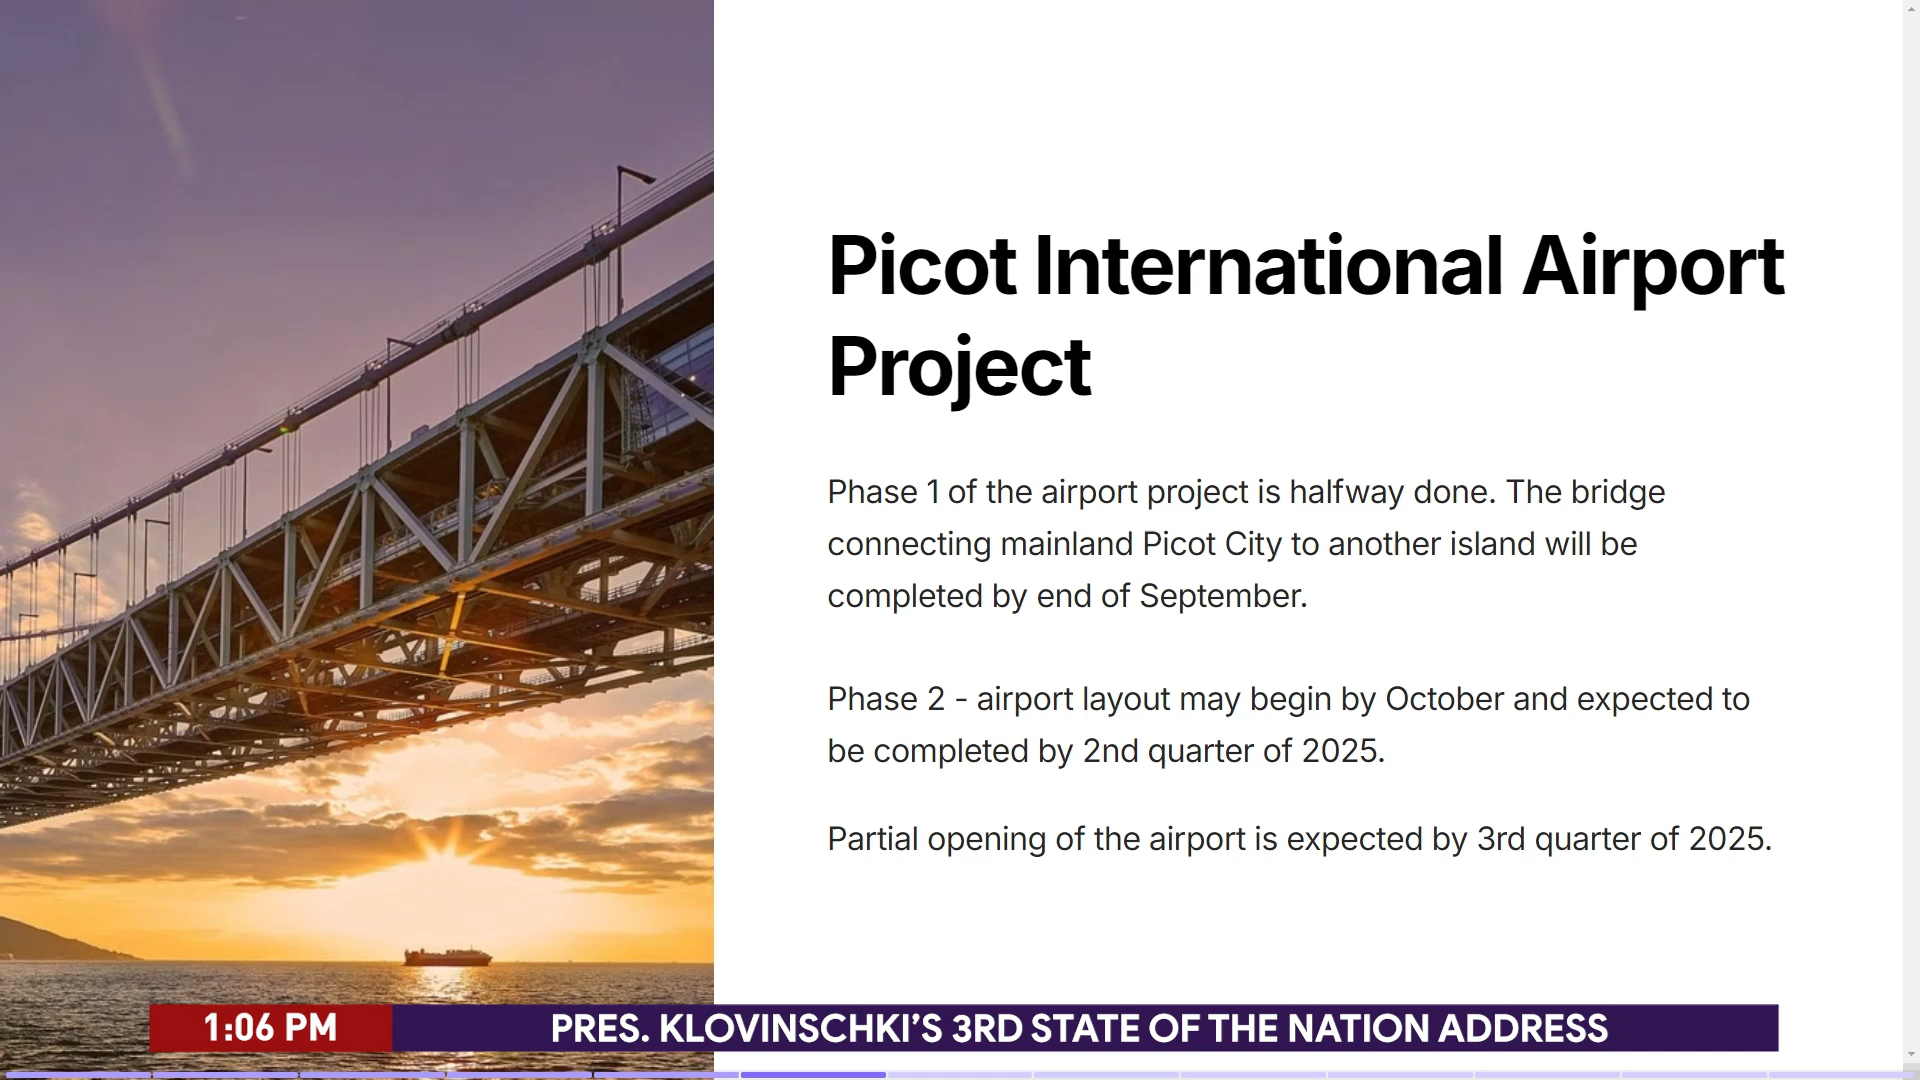 Picot International Airport
Project
Phase 1 of the airport project is halfway done. The bridge
connecting mainland Picot City to another island will be
completed by end of September.
Phase 2 - airport layout may begin by October and expected to
be completed by 2nd quarter of 2025.
Partial opening of the airport is expected by 3rd quarter of 2025.
1:06 PM
PRES. KLOVINSCHKI’S 3RD STATE OF THE NATION ADDRESS